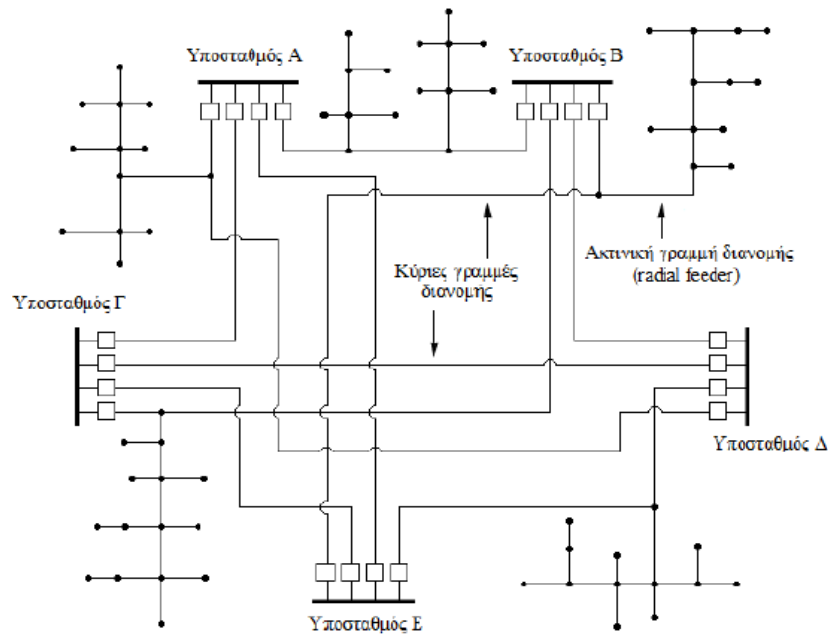 Υποσταθμός Α
Υποσταθμός Β
Κύριες γραμμές
διανομής
Ακτινική γραμμή διανομής
(radial feeder)
Υποσταθμός Γ
Υποσταθμός Δ
Υποσταθμός Ε